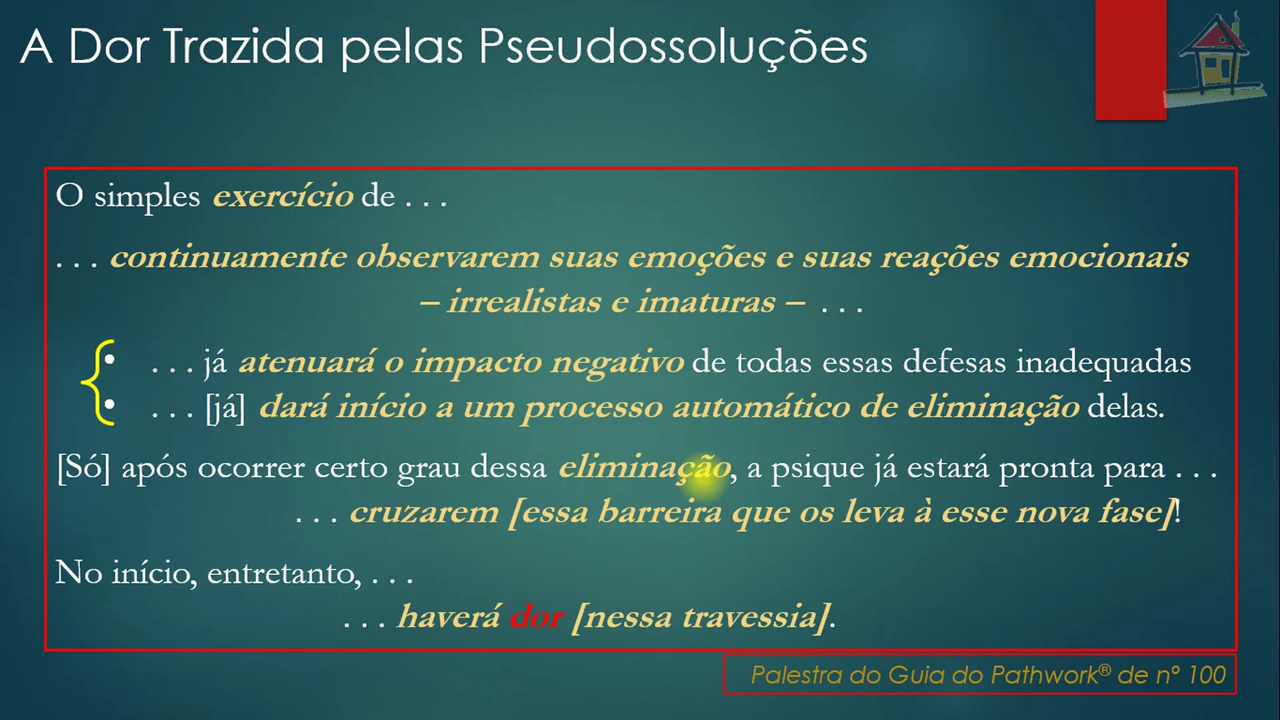 A Dor Trazida pelas Pseudossoluções
O simples exercício de . . .
. . . continuamente observarem suas emoções e suas reações emocionais
– irrealistas e imaturas – . . .
• . . . já atenuará o impacto negativo de todas essas defesas inadequadas
• . . . [já] dará início a um processo automático de eliminação delas.
[Só] após ocorrer certo grau dessa eliminação, a psique já estará pronta para . . .
. . . cruzarem [essa barreira que os leva à esse nova fase]!
No início, entretanto, . . .
. . . haverá dor [nessa travessia].
Palestra do Guia do Pathwork® de nº 100